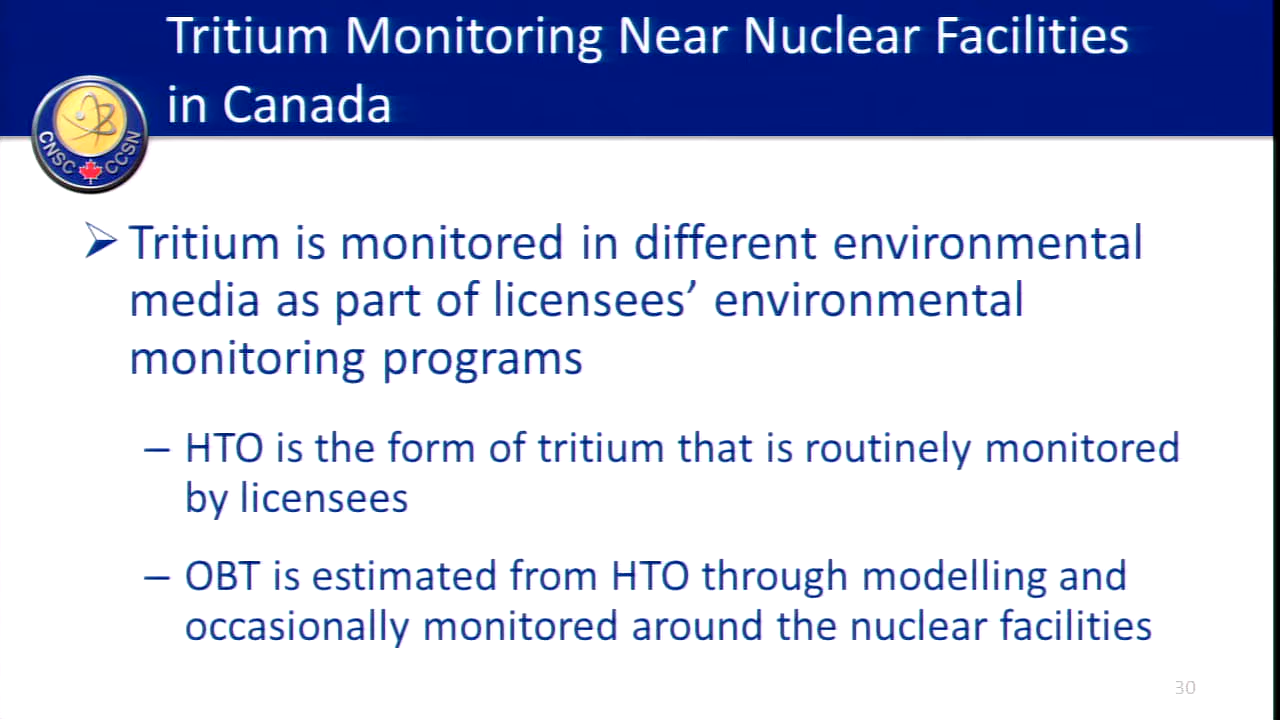 Tritium Monitoring Near Nuclear Facilities
in Canada
CNSC CCSN
➢ Tritium is monitored in different environmental
media as part of licensees’ environmental
monitoring programs
– HTO is the form of tritium that is routinely monitored
by licensees
– OBT is estimated from HTO through modelling and
occasionally monitored around the nuclear facilities
30